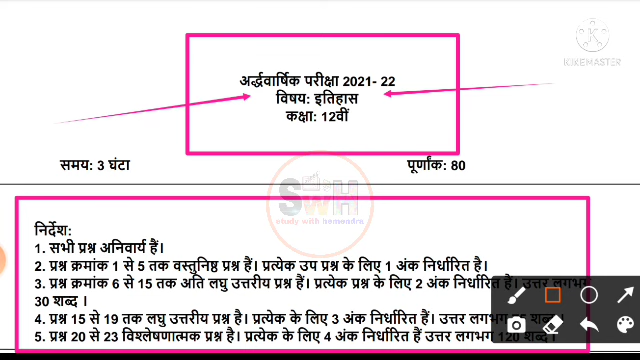 KINEMASTER
अर्द्धवार्षिक परीक्षा 2021- 22
विषय: इतिहास
कक्षा: 12वीं
समय: 3 घंटा
पूर्णांक: 80
SwH
study with hemendra
निर्देश:
1. सभी प्रश्न अनिवार्य हैं।
2. प्रश्न क्रमांक 1 से 5 तक वस्तुनिष्ठ प्रश्न हैं। प्रत्येक उप प्रश्न के लिए 1 अंक निर्धारित है।
3. प्रश्न क्रमांक 6 से 15 तक अति लघु उत्तरीय प्रश्न हैं। प्रत्येक प्रश्न के लिए 2 अंक निर्धारित हैं। उत्तर लगभग
30 शब्द ।
4. प्रश्न 15 से 19 तक लघु उत्तरीय प्रश्न है। प्रत्येक के लिए 3 अंक निर्धारित हैं। उत्तर लगभग शब्द।
5. प्रश्न 20 से 23 विश्लेषणात्मक प्रश्न है। प्रत्येक के लिए 4 अंक निर्धारित हैं उत्तर लगभग 120 शब्द।